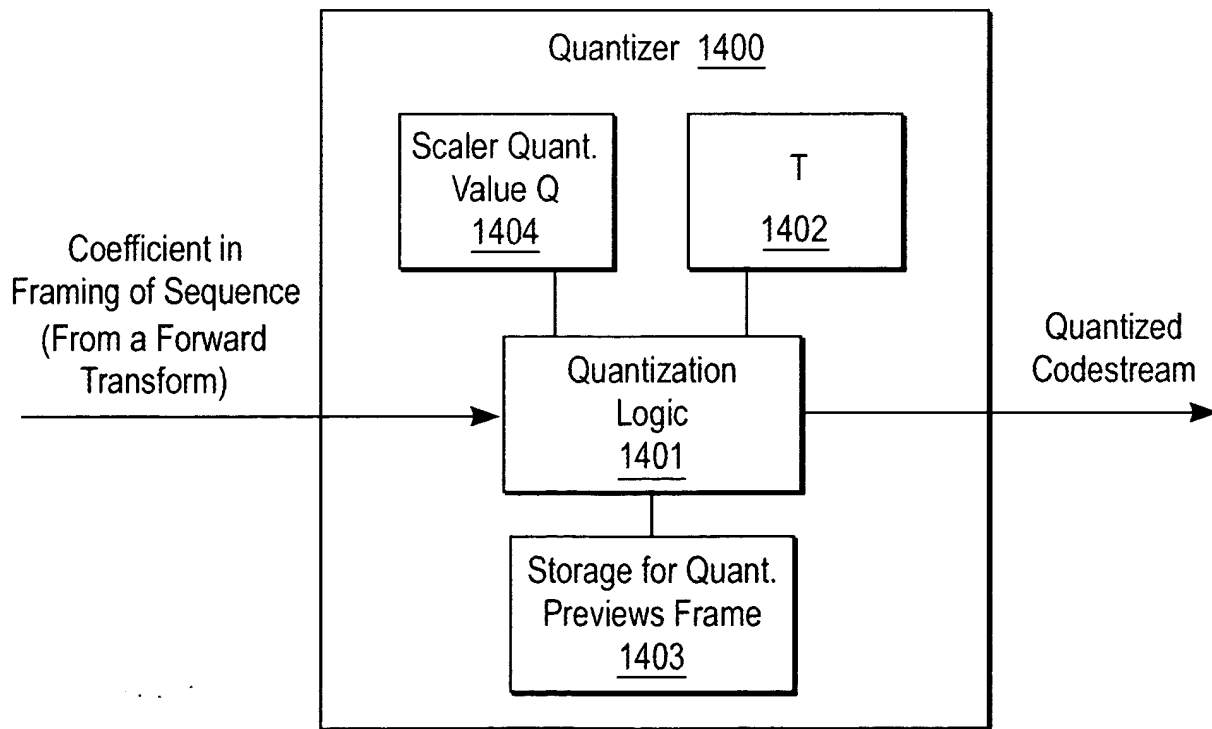 Quantizer 1400
Scaler Quant.
Value Q
1404
T
1402
Coefficient in
Framing of Sequence
(From a Forward
Transform)
Quantization
Logic
1401
Quantized
Codestream
Storage for Quant.
Previews Frame
1403